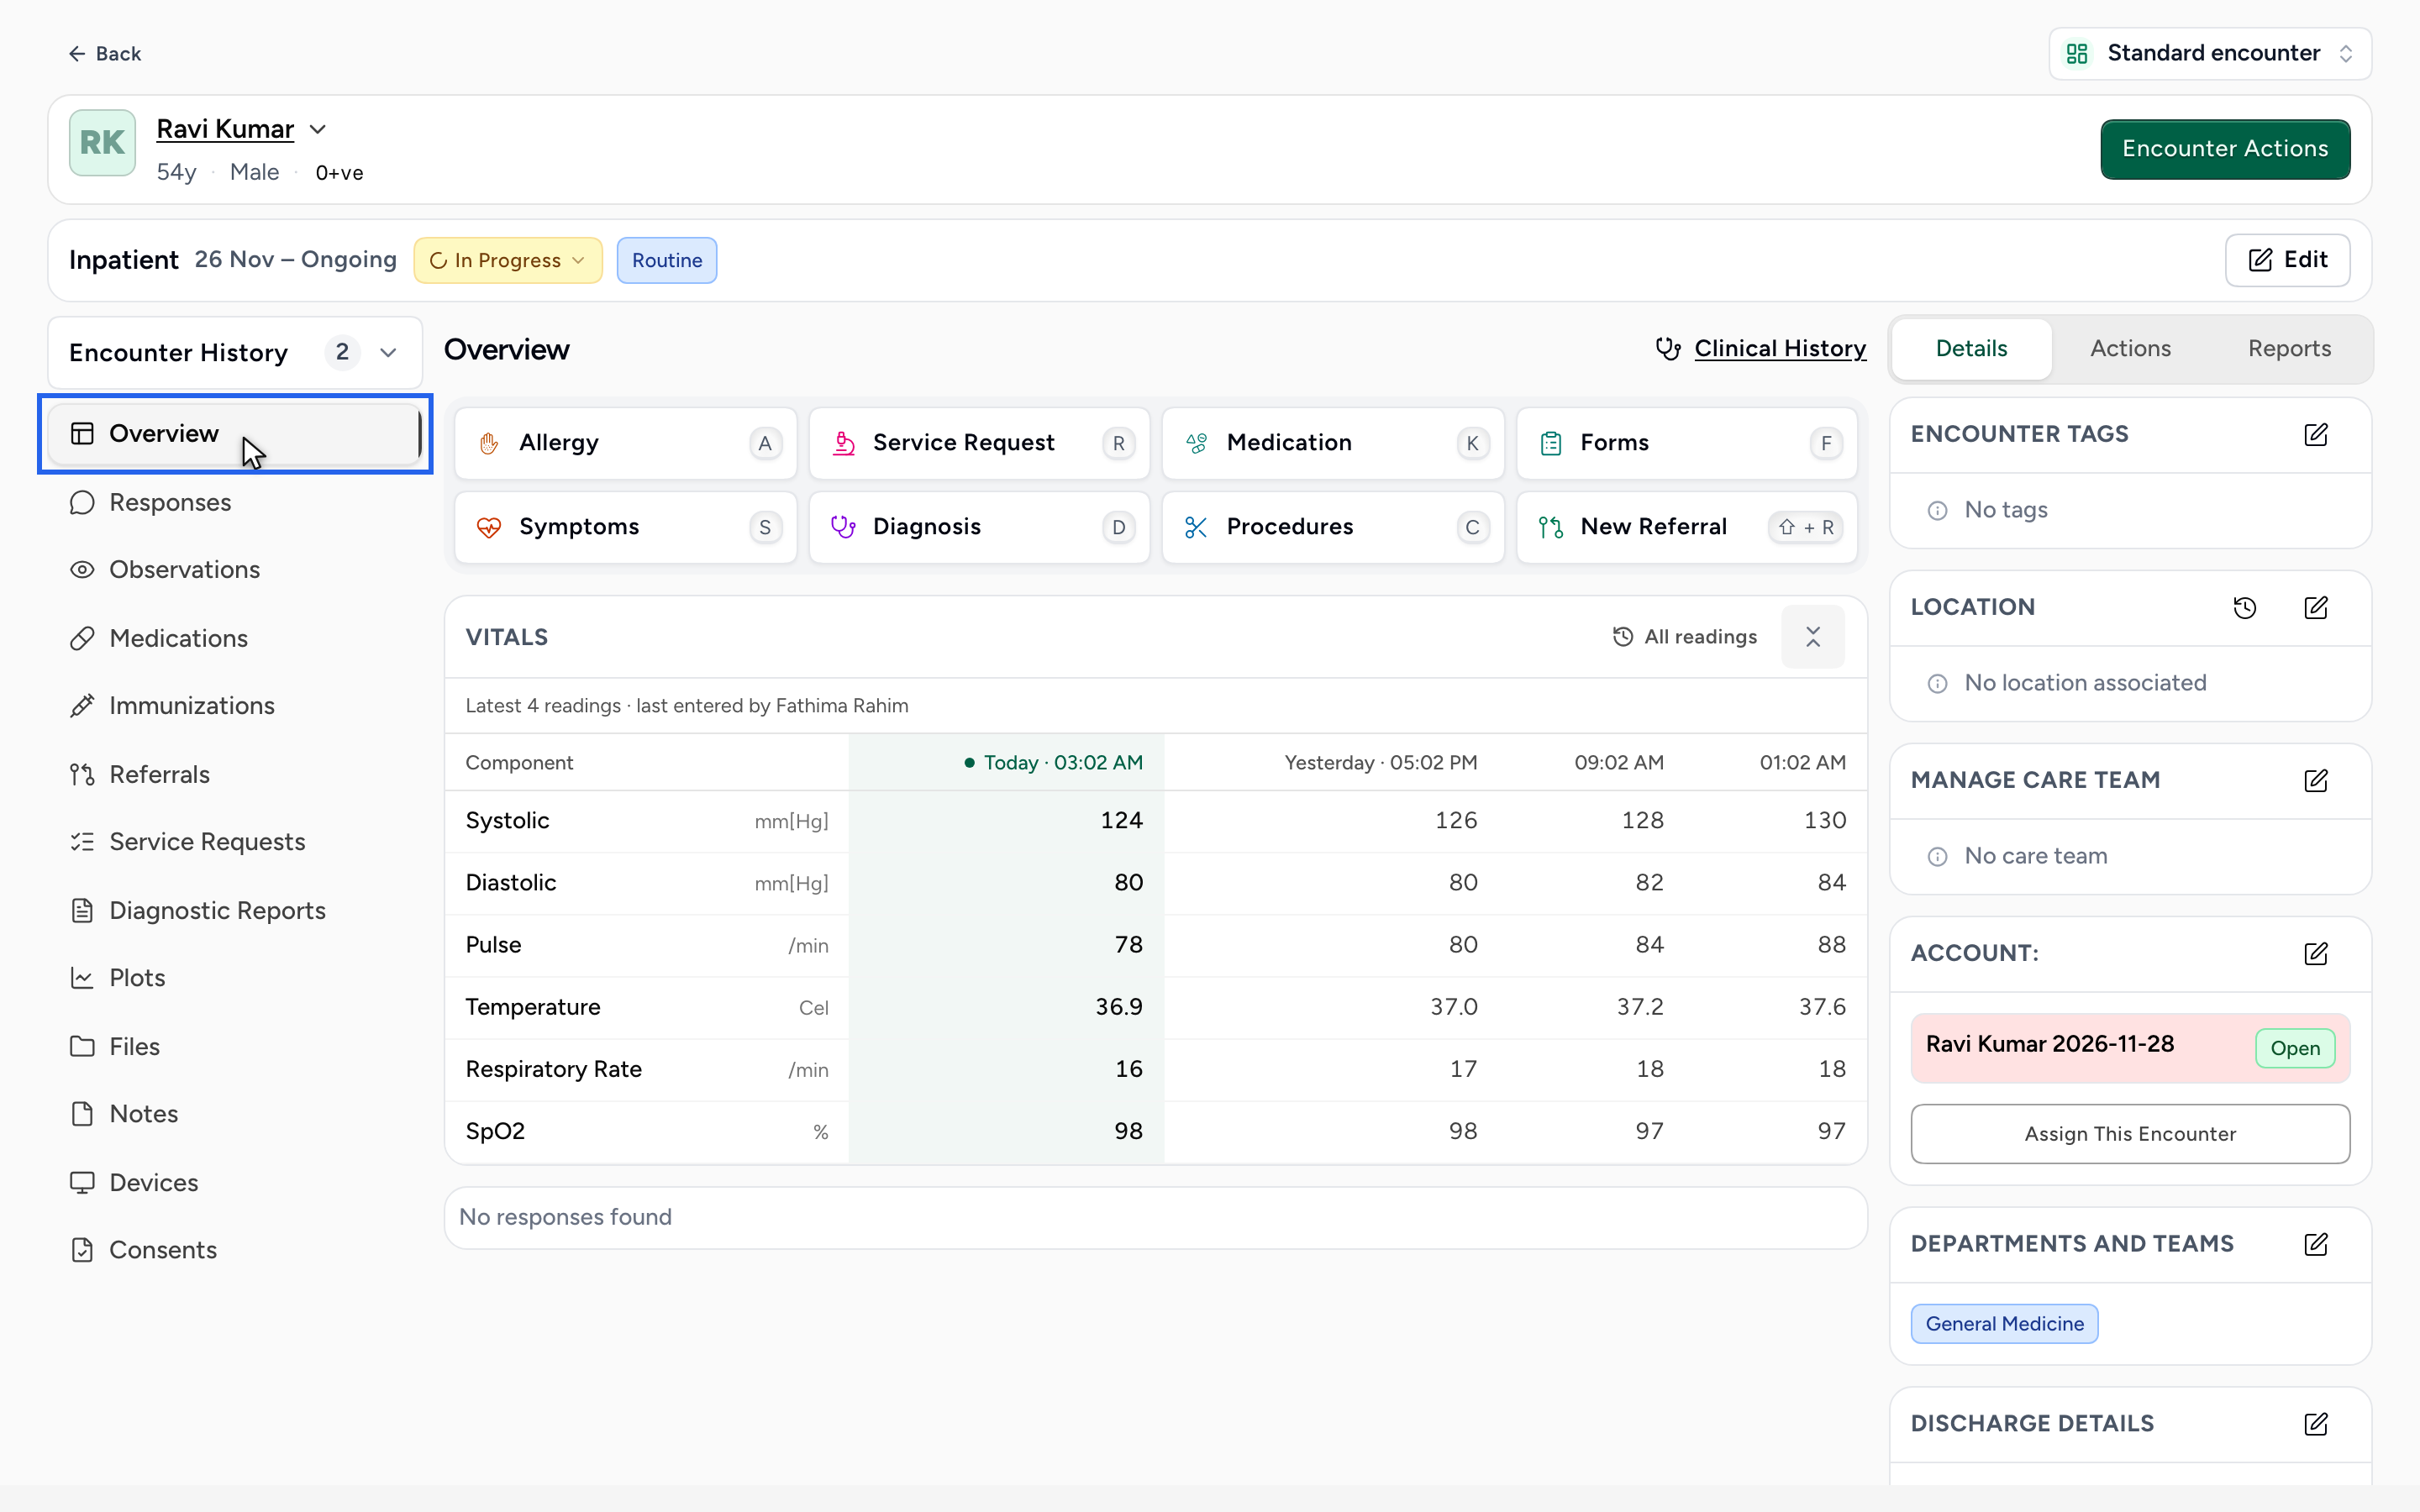 Back
Standard encounter
RK
Ravi Kumar
54y · Male · 0+ve
Encounter Actions
Inpatient 26 Nov – Ongoing In Progress Routine
Edit
Encounter History 2
Overview
Responses
Observations
Medications
Immunizations
Referrals
Service Requests
Diagnostic Reports
Plots
Files
Notes
Devices
Consents
Overview
Clinical History
Allergy A
Service Request R
Medication K
Forms F
Symptoms S
Diagnosis D
Procedures C
New Referral ⇧ + R
VITALS
All readings
Latest 4 readings · last entered by Fathima Rahim
Component Today · 03:02 AM Yesterday · 05:02 PM 09:02 AM 01:02 AM
Systolic mm[Hg] 124 126 128 130
Diastolic mm[Hg] 80 80 82 84
Pulse /min 78 80 84 88
Temperature Cel 36.9 37.0 37.2 37.6
Respiratory Rate /min 16 17 18 18
SpO2 % 98 98 97 97
No responses found
Details Actions Reports
ENCOUNTER TAGS
No tags
LOCATION
No location associated
MANAGE CARE TEAM
No care team
ACCOUNT:
Ravi Kumar 2026-11-28 Open
Assign This Encounter
DEPARTMENTS AND TEAMS
General Medicine
DISCHARGE DETAILS